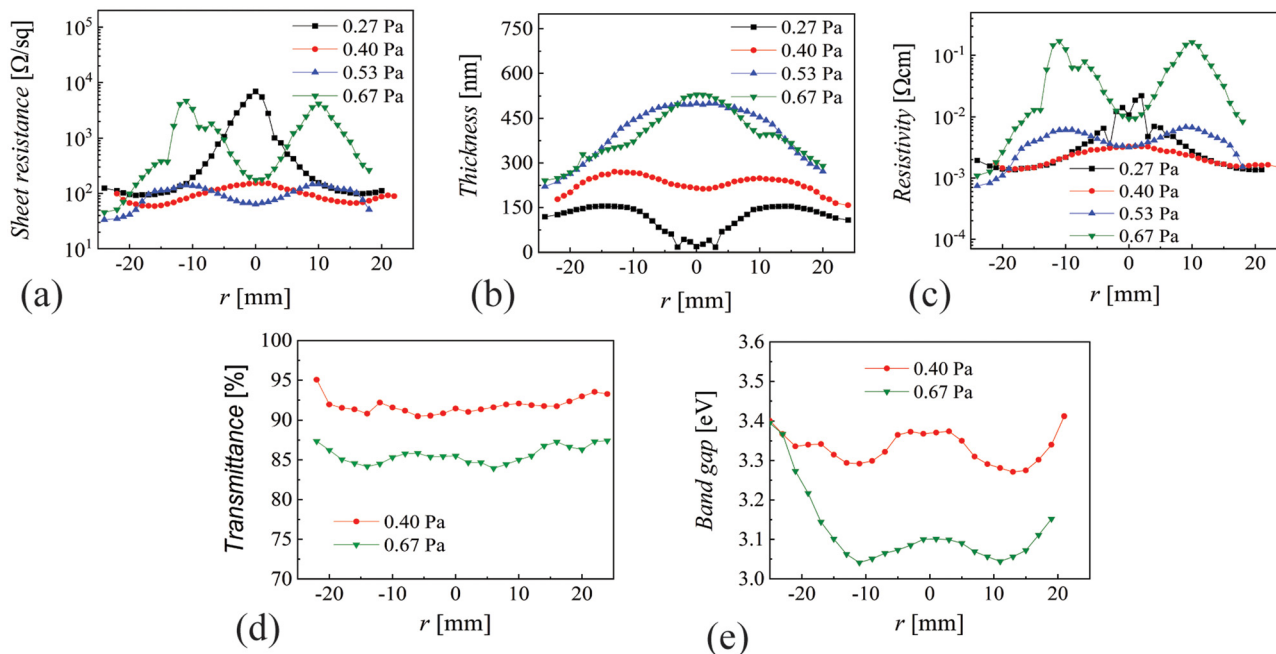 Sheet resistance [Ω/sq]
10^5
10^4
10^3
10^2
10^1
0.27 Pa
0.40 Pa
0.53 Pa
0.67 Pa
-20 -10 0 10 20
r [mm]
(a)
Thickness [nm]
750
600
450
300
150
0
0.27 Pa
0.40 Pa
0.53 Pa
0.67 Pa
-20 -10 0 10 20
r [mm]
(b)
Resistivity [Ωcm]
10^-1
10^-2
10^-3
10^-4
0.27 Pa
0.40 Pa
0.53 Pa
0.67 Pa
-20 -10 0 10 20
r [mm]
(c)
Transmittance [%]
100
95
90
85
80
75
70
0.40 Pa
0.67 Pa
-20 -10 0 10 20
r [mm]
(d)
Band gap [eV]
3.6
3.5
3.4
3.3
3.2
3.1
3.0
0.40 Pa
0.67 Pa
-20 -10 0 10 20
r [mm]
(e)